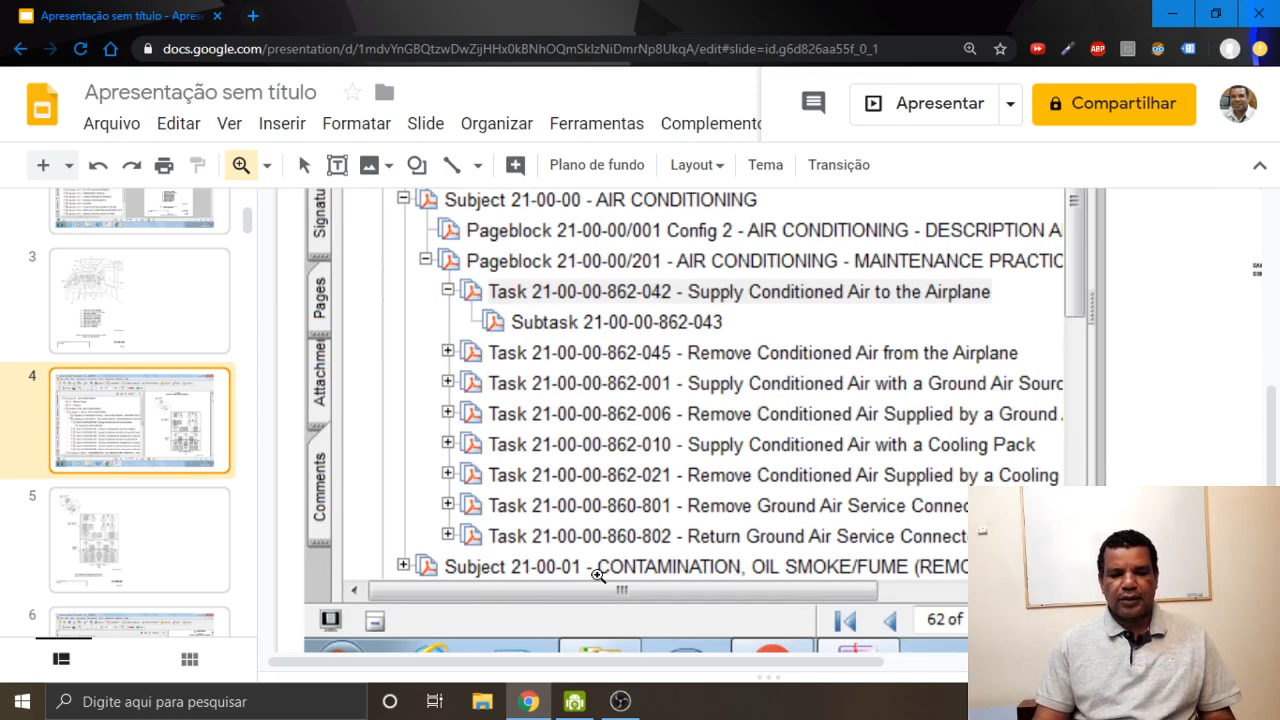 Apresentação sem título - Apres
docs.google.com/presentation/d/1mdvYnGBQtzwDwZijHHx0kBNhOQmSkIzNiDmrNp8UkqA/edit#slide=id.g6d826aa55f_0_1
ABP
Apresentação sem título
Apresentar
Compartilhar
Arquivo Editar Ver Inserir Formatar Slide Organizar Ferramentas Complemento
Plano de fundo Layout Tema Transição
3
4
5
6
Signatu
Pages
Attachme
Comments
Subject 21-00-00 - AIR CONDITIONING
Pageblock 21-00-00/001 Config 2 - AIR CONDITIONING - DESCRIPTION A
Pageblock 21-00-00/201 - AIR CONDITIONING - MAINTENANCE PRACTIC
Task 21-00-00-862-042 - Supply Conditioned Air to the Airplane
Subtask 21-00-00-862-043
Task 21-00-00-862-045 - Remove Conditioned Air from the Airplane
Task 21-00-00-862-001 - Supply Conditioned Air with a Ground Air Sourc
Task 21-00-00-862-006 - Remove Conditioned Air Supplied by a Ground
Task 21-00-00-862-010 - Supply Conditioned Air with a Cooling Pack
Task 21-00-00-862-021 - Remove Conditioned Air Supplied by a Cooling
Task 21-00-00-860-801 - Remove Ground Air Service Connec
Task 21-00-00-860-802 - Return Ground Air Service Connect
Subject 21-00-01 - CONTAMINATION, OIL SMOKE/FUME (REMO
62 of
Digite aqui para pesquisar